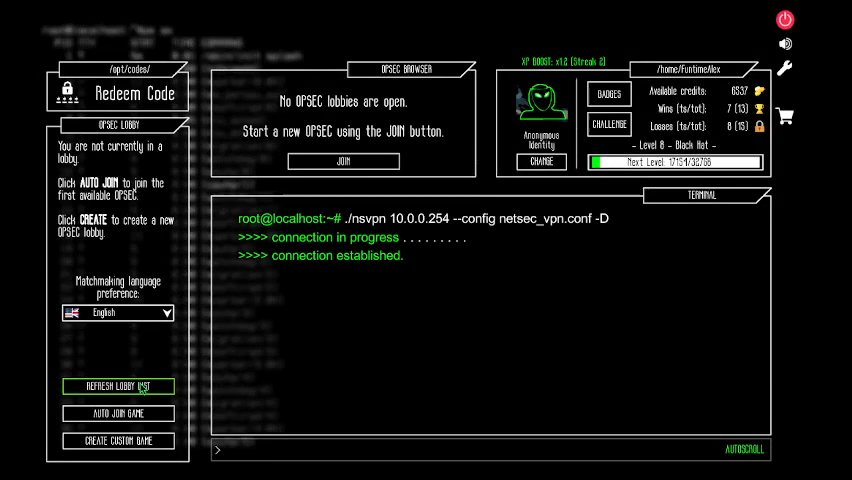 /opt/codes/
Redeem Code
OPSEC LOBBY
You are not currently in a
lobby.
Click AUTO JOIN to join the
first available OPSEC.
Click CREATE to create a new
OPSEC lobby.
Matchmaking language
preference:
English
REFRESH LOBBY LIST
AUTO JOIN GAME
CREATE CUSTOM GAME
OPSEC BROWSER
No OPSEC lobbies are open.
Start a new OPSEC using the JOIN button.
JOIN
XP BOOST: x1.2 (Streak 2)
/home/FuntimeAlex
Anonymous
Identity
CHANGE
BADGES
CHALLENGE
Available credits: 6537
Wins (ts/tot): 7 (13)
Losses (ts/tot): 8 (15)
- Level 8 - Black Hat -
Next Level: 17151/32768
TERMINAL
root@localhost:~# ./nsvpn 10.0.0.254 --config netsec_vpn.conf -D
>>>> connection in progress . . . . . . . . .
>>>> connection established.
>
AUTOSCROLL